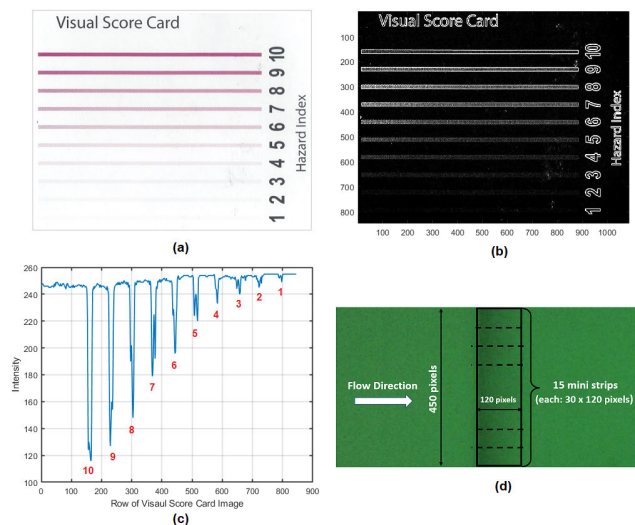 Visual Score Card
10
9
8
7
6
5
4
3
2
1
Hazard Index
(a)
Visual Score Card
100
200
300
400
500
600
700
800
10
9
8
7
6
5
4
3
2
1
Hazard Index
100 200 300 400 500 600 700 800 900 1000
(b)
260
240
220
200
180
160
140
120
100
Intensity
10
9
8
7
6
5
4
3
2
1
0 100 200 300 400 500 600 700 800 900
Row of Visaul Score Card Image
(c)
Flow Direction
450 pixels
120 pixels
15 mini strips
(each: 30 x 120 pixels)
(d)